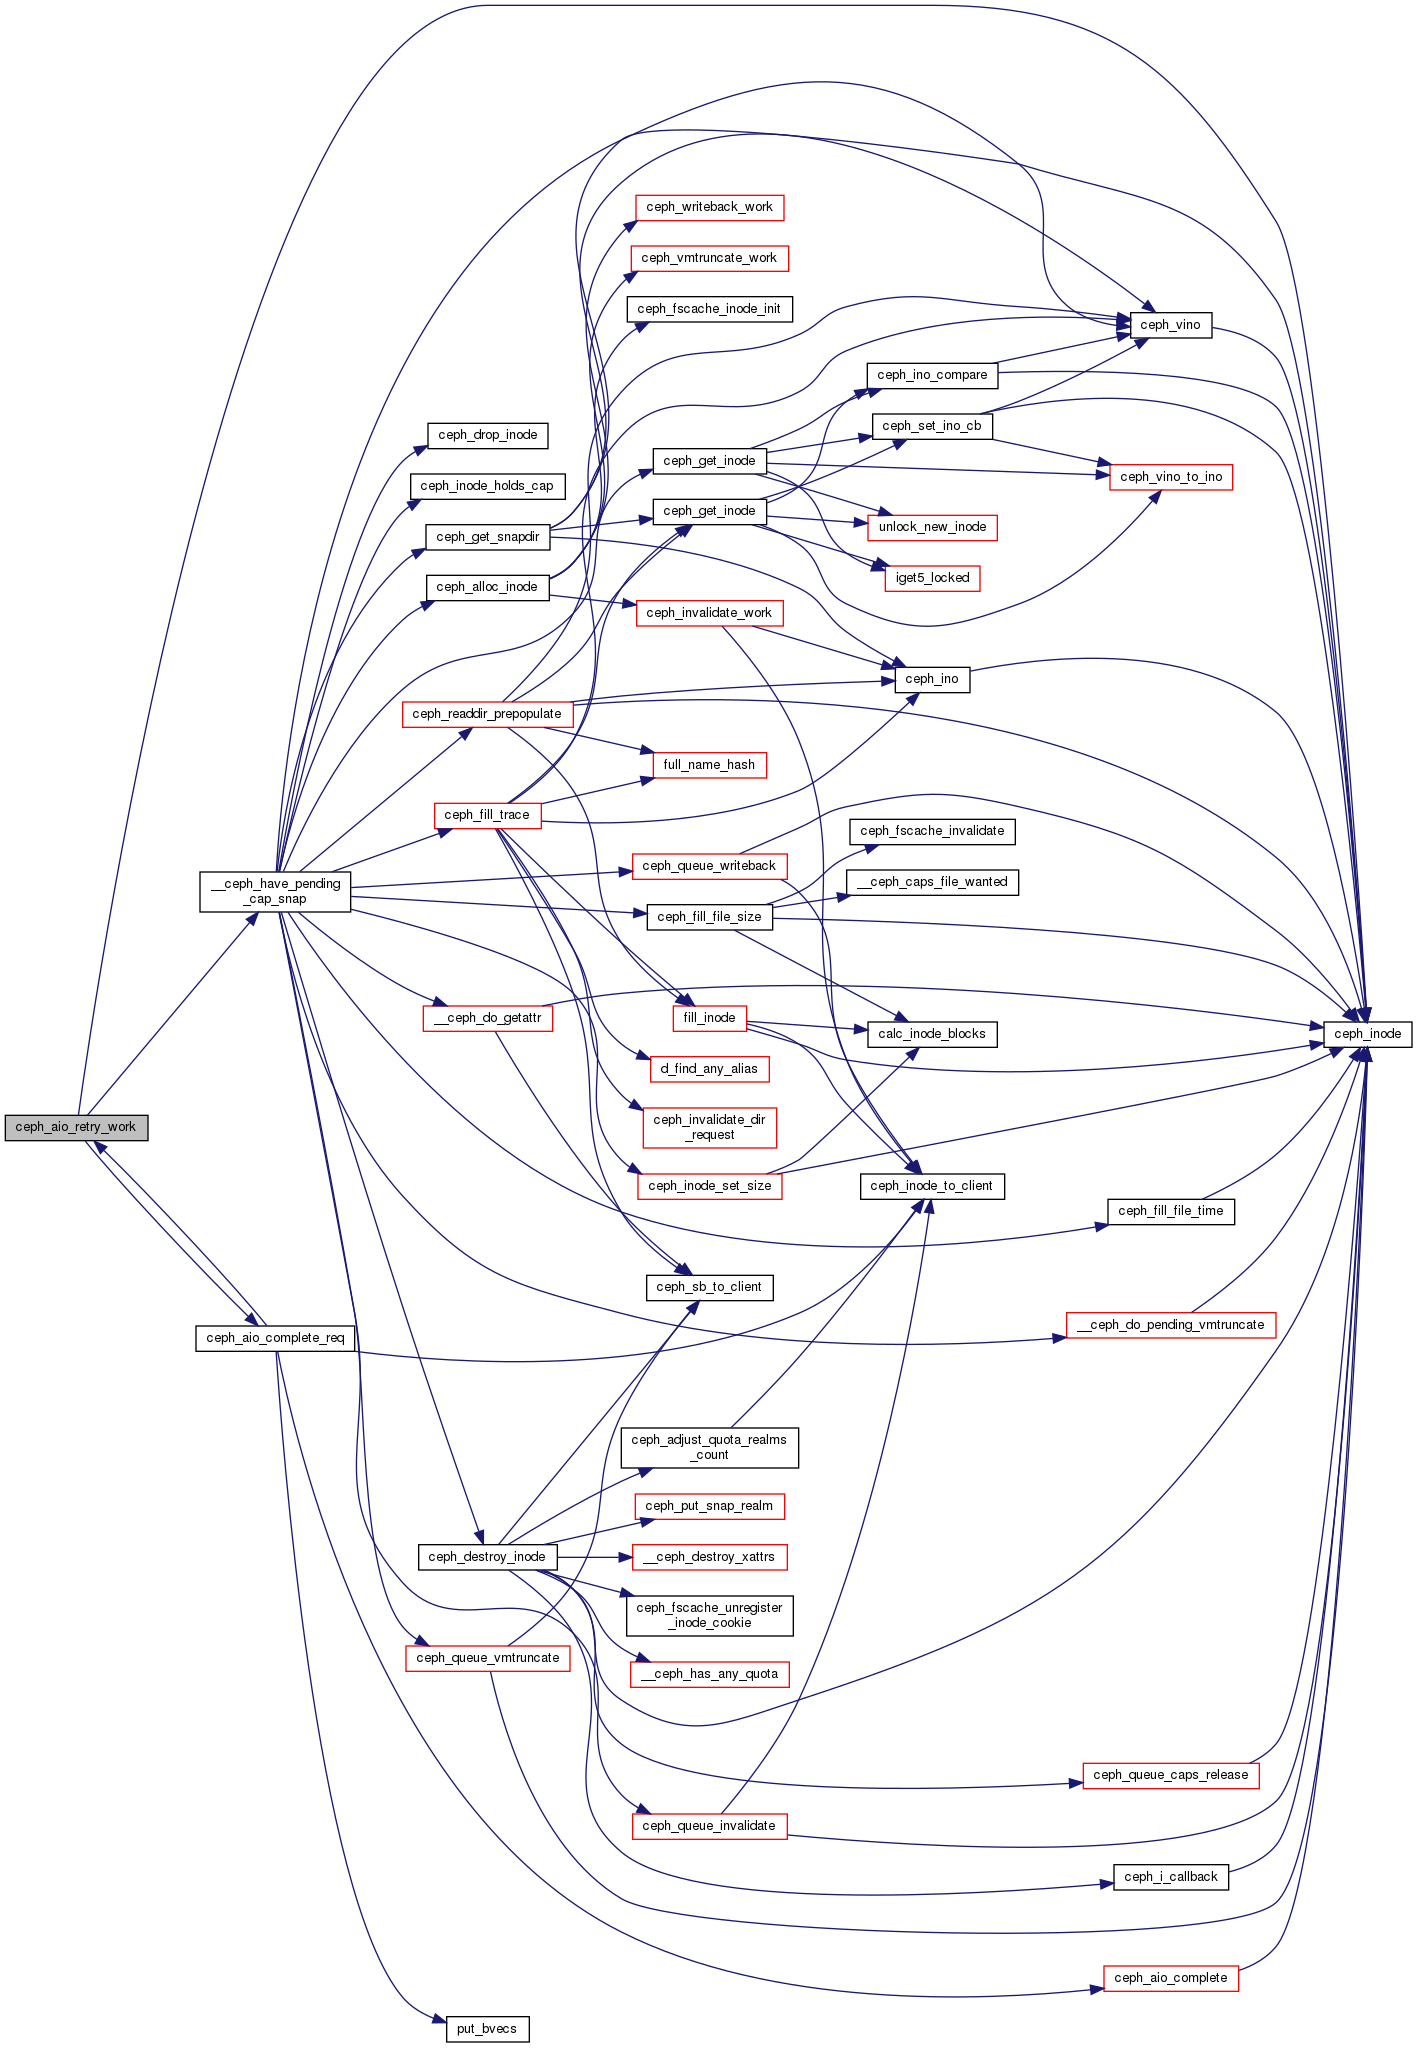 ceph_writeback_work
ceph_vmtruncate_work
ceph_fscache_inode_init
ceph_vino
ceph_ino_compare
ceph_set_ino_cb
ceph_drop_inode
ceph_get_inode
ceph_vino_to_ino
ceph_inode_holds_cap
ceph_get_inode
unlock_new_inode
ceph_get_snapdir
iget5_locked
ceph_alloc_inode
ceph_invalidate_work
ceph_ino
ceph_readdir_prepopulate
full_name_hash
ceph_fill_trace
ceph_fscache_invalidate
ceph_queue_writeback
__ceph_caps_file_wanted
__ceph_have_pending
_cap_snap
ceph_fill_file_size
__ceph_do_getattr
fill_inode
calc_inode_blocks
ceph_inode
d_find_any_alias
ceph_aio_retry_work
ceph_invalidate_dir
_request
ceph_inode_set_size
ceph_inode_to_client
ceph_fill_file_time
ceph_sb_to_client
__ceph_do_pending_vmtruncate
ceph_aio_complete_req
ceph_adjust_quota_realms
_count
ceph_put_snap_realm
ceph_destroy_inode
__ceph_destroy_xattrs
ceph_fscache_unregister
_inode_cookie
ceph_queue_vmtruncate
__ceph_has_any_quota
ceph_queue_caps_release
ceph_queue_invalidate
ceph_i_callback
ceph_aio_complete
put_bvecs